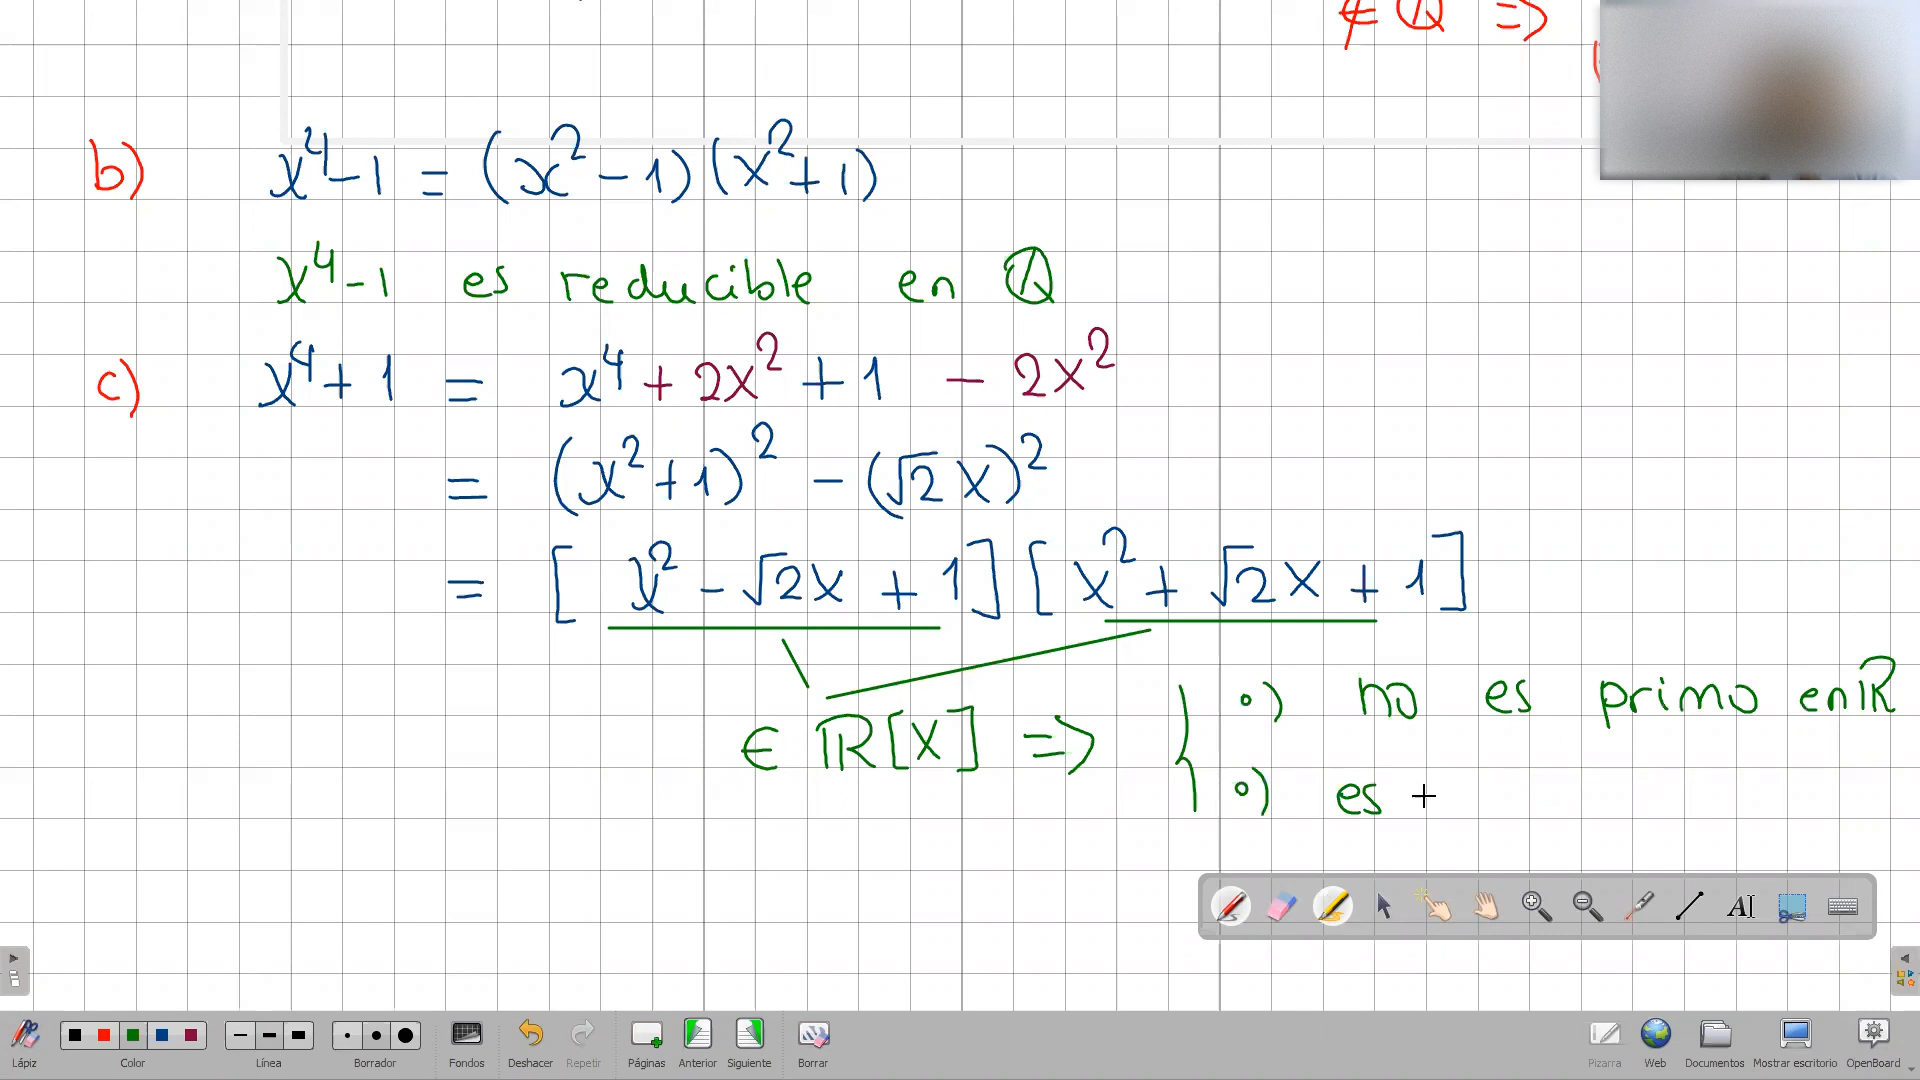 ∉ ℚ =>
b) x⁴-1 = (x²-1)(x²+1)
x⁴-1 es reducible en ℚ
c) x⁴+1 = x⁴+2x²+1 - 2x²
= (x²+1)² - (√2 x)²
= [x² - √2x + 1] [x² + √2x + 1]
∈ ℝ[X] => { •) no es primo en ℝ
•) es
Lápiz Color Línea Borrador Fondos Deshacer Repetir Páginas Anterior Siguiente Borrar Pizarra Web Documentos Mostrar escritorio OpenBoard